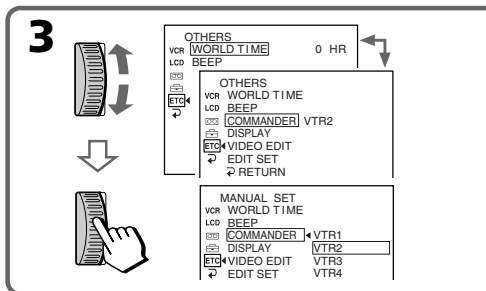 3
OTHERS
VCR WORLD TIME 0 HR
LCD BEEP
ETC
OTHERS
VCR WORLD TIME
LCD BEEP
COMMANDER VTR2
DISPLAY
ETC VIDEO EDIT
EDIT SET
RETURN
MANUAL SET
VCR WORLD TIME
LCD BEEP
COMMANDER VTR1
DISPLAY VTR2
ETC VIDEO EDIT VTR3
EDIT SET VTR4